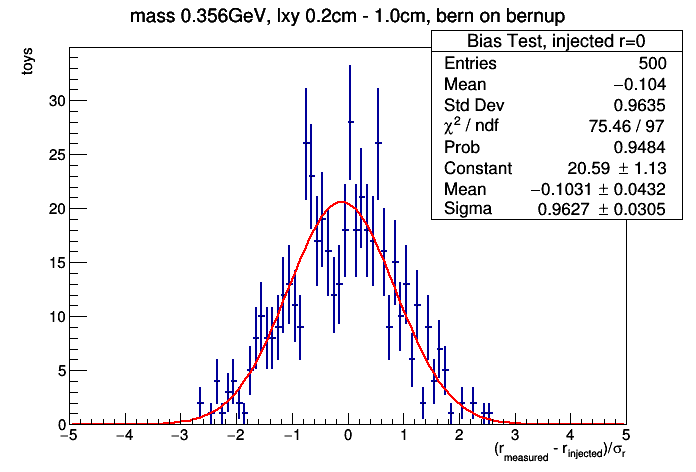 mass 0.356GeV, lxy 0.2cm - 1.0cm, bern on bernup
toys
Bias Test, injected r=0
Entries 500
Mean −0.104
Std Dev 0.9635
χ² / ndf 75.46 / 97
Prob 0.9484
Constant 20.59 ± 1.13
Mean −0.1031 ± 0.0432
Sigma 0.9627 ± 0.0305
30
25
20
15
10
5
0
−5 −4 −3 −2 −1 0 1 2 3 4 5
(r_measured - r_injected)/σ_r